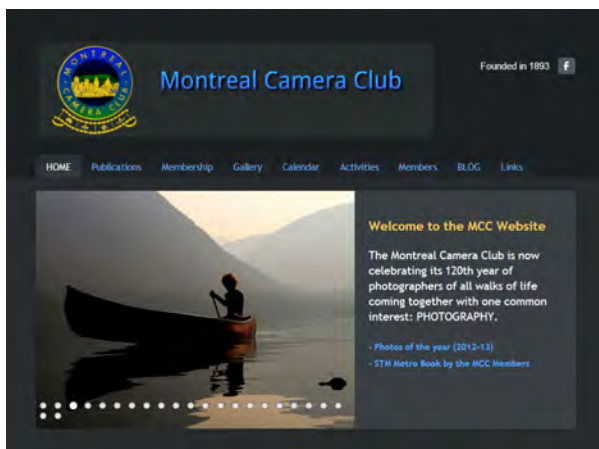 MONTREAL
CAMERA CLUB
Montreal Camera Club
Founded in 1893 f
HOME Publications Membership Gallery Calendar Activities Members BLOG Links
Welcome to the MCC Website
The Montreal Camera Club is now
celebrating its 120th year of
photographers of all walks of life
coming together with one common
interest: PHOTOGRAPHY.
- Photos of the year (2012-13)
- STM Metro Book by the MCC Members